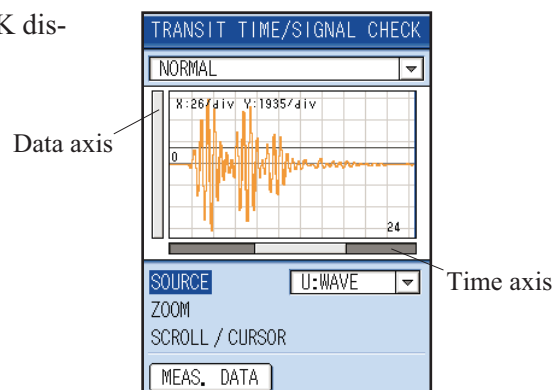 K dis-
TRANSIT TIME/SIGNAL CHECK
NORMAL
X:26/div Y:1935/div
Data axis
0
24
Time axis
SOURCE U:WAVE
ZOOM
SCROLL / CURSOR
MEAS. DATA